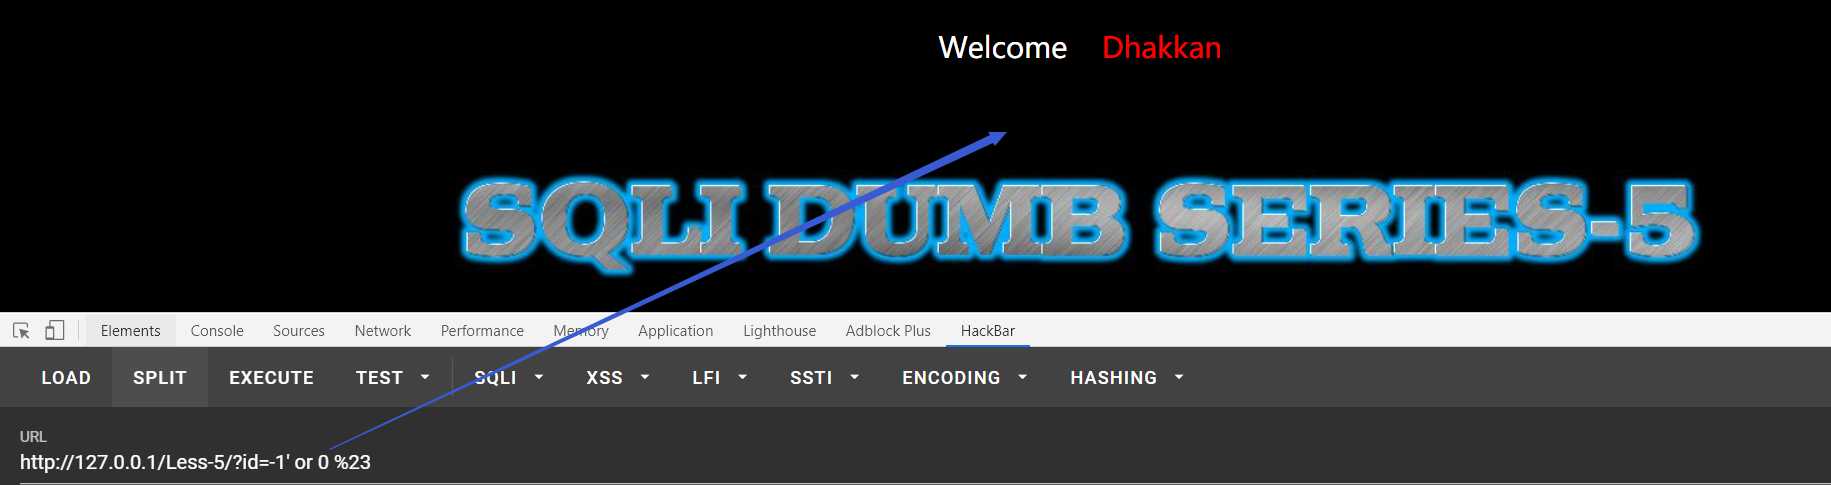 Welcome Dhakkan
SQLI DUMB SERIES-5
Elements Console Sources Network Performance Memory Application Lighthouse Adblock Plus HackBar
LOAD SPLIT EXECUTE TEST SQLI XSS LFI SSTI ENCODING HASHING
URL
http://127.0.0.1/Less-5/?id=-1' or 0 %23